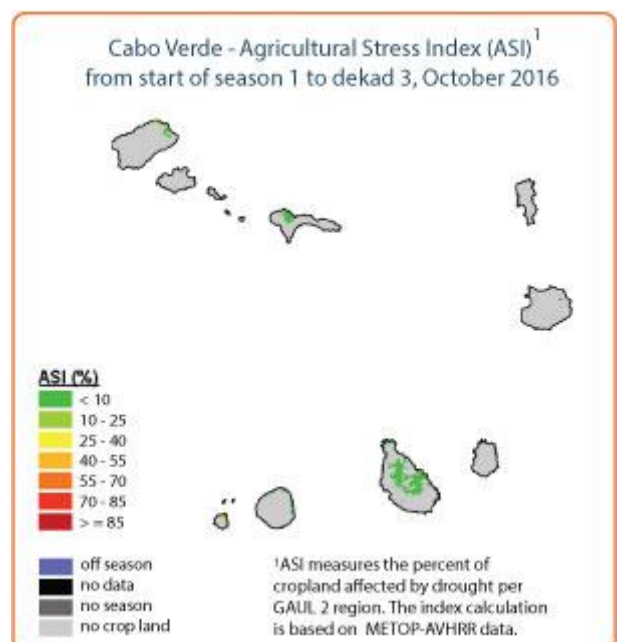 Cabo Verde - Agricultural Stress Index (ASI)¹
from start of season 1 to dekad 3, October 2016
ASI (%)
< 10
10 - 25
25 - 40
40 - 55
55 - 70
70 - 85
> = 85
off season
no data
no season
no crop land
¹ASI measures the percent of
cropland affected by drought per
GAUL 2 region. The index calculation
is based on METOP-AVHRR data.